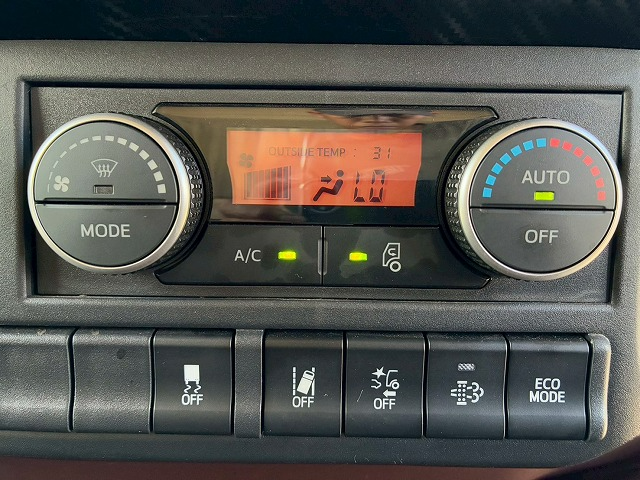 OUTSIDE TEMP : 31
LO
MODE
AUTO
OFF
A/C
OFF
OFF
OFF
ECO
MODE